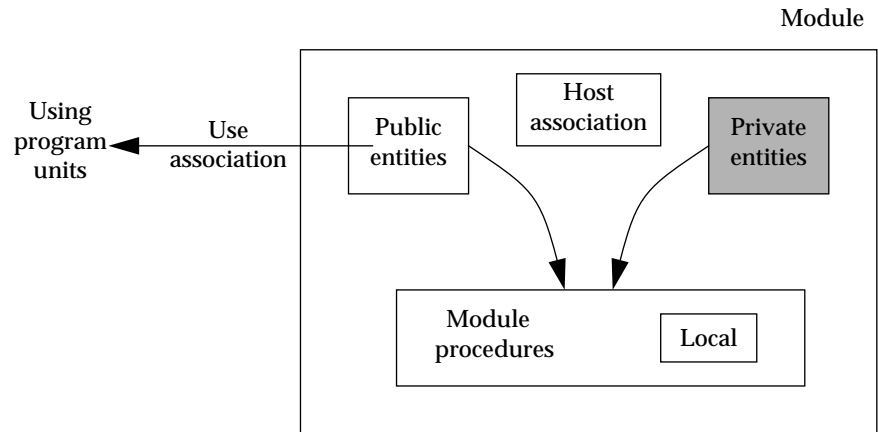 Module
Using
program
units
Use
association
Public
entities
Host
association
Private
entities
Module
procedures
Local